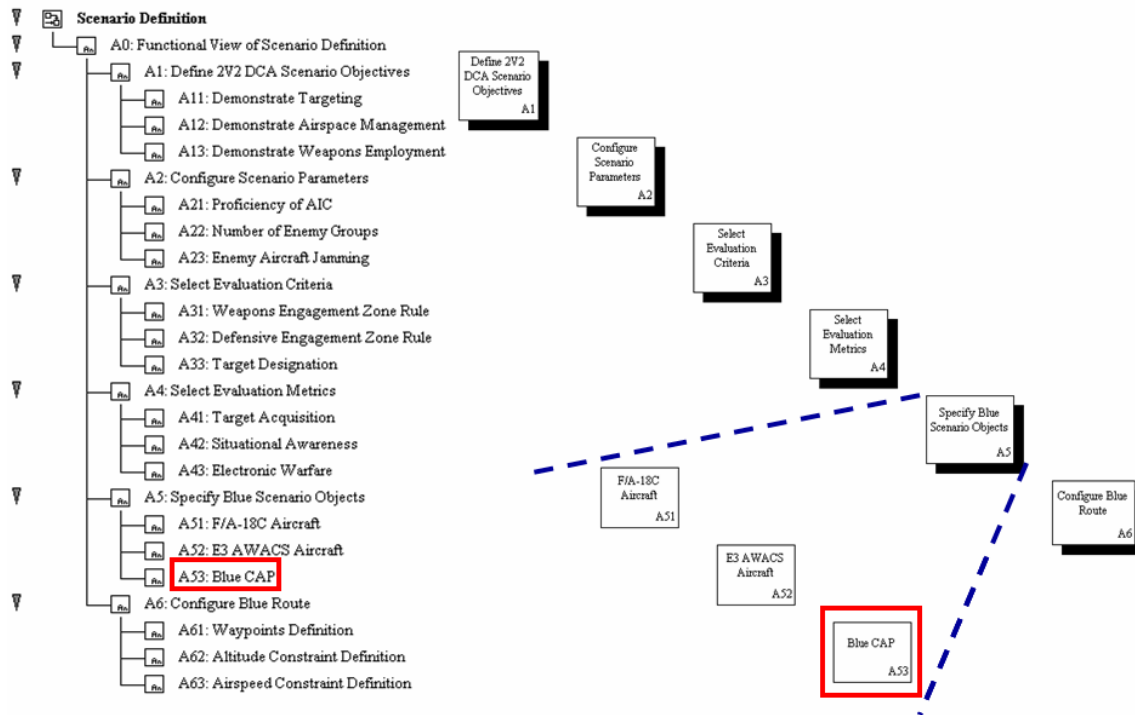 Scenario Definition
A0: Functional View of Scenario Definition
A1: Define 2V2 DCA Scenario Objectives
A11: Demonstrate Targeting
A12: Demonstrate Airspace Management
A13: Demonstrate Weapons Employment
A2: Configure Scenario Parameters
A21: Proficiency of AIC
A22: Number of Enemy Groups
A23: Enemy Aircraft Jamming
A3: Select Evaluation Criteria
A31: Weapons Engagement Zone Rule
A32: Defensive Engagement Zone Rule
A33: Target Designation
A4: Select Evaluation Metrics
A41: Target Acquisition
A42: Situational Awareness
A43: Electronic Warfare
A5: Specify Blue Scenario Objects
A51: F/A-18C Aircraft
A52: E3 AWACS Aircraft
A53: Blue CAP
A6: Configure Blue Route
A61: Waypoints Definition
A62: Altitude Constraint Definition
A63: Airspeed Constraint Definition
Define 2V2
DCA Scenario
Objectives
A1
Configure
Scenario
Parameters
A2
Select
Evaluation
Criteria
A3
Select
Evaluation
Metrics
A4
Specify Blue
Scenario Objects
A5
Configure Blue
Route
A6
F/A-18C
Aircraft
A51
E3 AWACS
Aircraft
A52
Blue CAP
A53